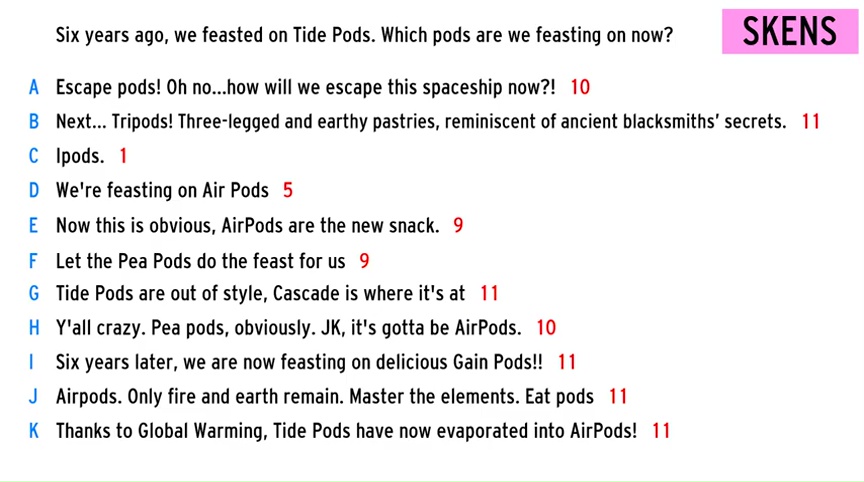 Six years ago, we feasted on Tide Pods. Which pods are we feasting on now?
SKENS
A Escape pods! Oh no...how will we escape this spaceship now?! 10
B Next... Tripods! Three-legged and earthy pastries, reminiscent of ancient blacksmiths' secrets. 11
C Ipods. 1
D We're feasting on Air Pods 5
E Now this is obvious, AirPods are the new snack. 9
F Let the Pea Pods do the feast for us 9
G Tide Pods are out of style, Cascade is where it's at 11
H Y'all crazy. Pea pods, obviously. JK, it's gotta be AirPods. 10
I Six years later, we are now feasting on delicious Gain Pods!! 11
J Airpods. Only fire and earth remain. Master the elements. Eat pods 11
K Thanks to Global Warming, Tide Pods have now evaporated into AirPods! 11